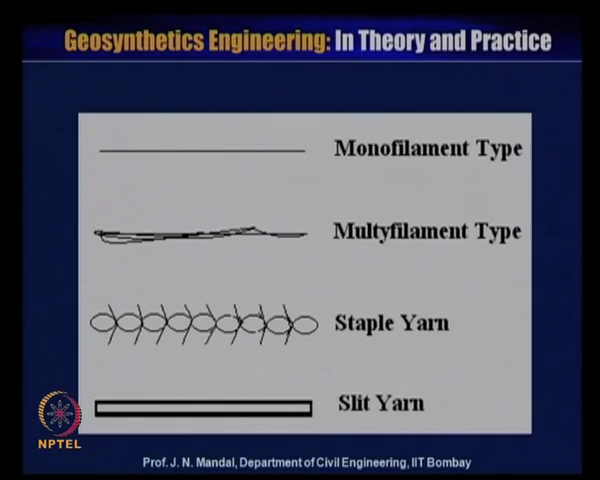 Geosynthetics Engineering: In Theory and Practice
Monofilament Type
Multyfilament Type
Staple Yarn
Slit Yarn
NPTEL
Prof. J. N. Mandal, Department of Civil Engineering, IIT Bombay